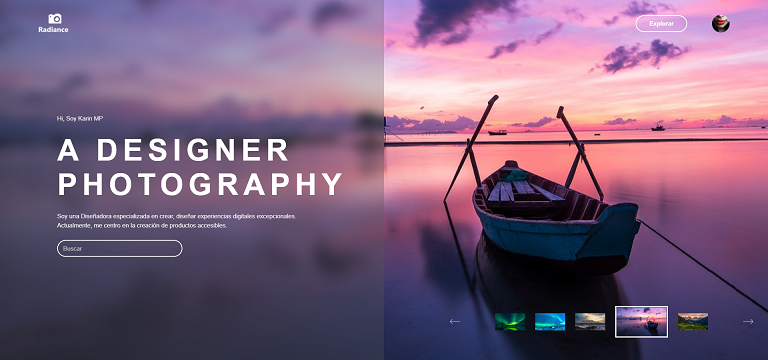 Radiance
Explorar
Hi, Soy Karin MP
A DESIGNER
PHOTOGRAPHY
Soy una Diseñadora especializada en crear, diseñar experiencias digitales excepcionales.
Actualmente, me centro en la creación de productos accesibles.
Buscar